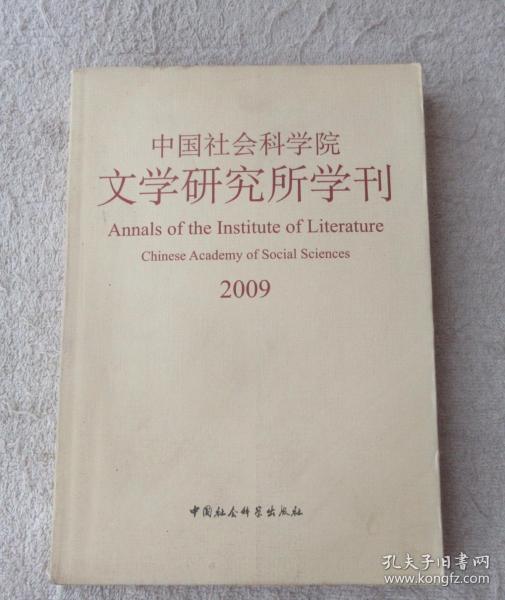 中国社会科学院
文学研究所学刊
Annals of the Institute of Literature
Chinese Academy of Social Sciences
2009
中国社会科学出版社
孔夫子旧书网
www.kongfz.com